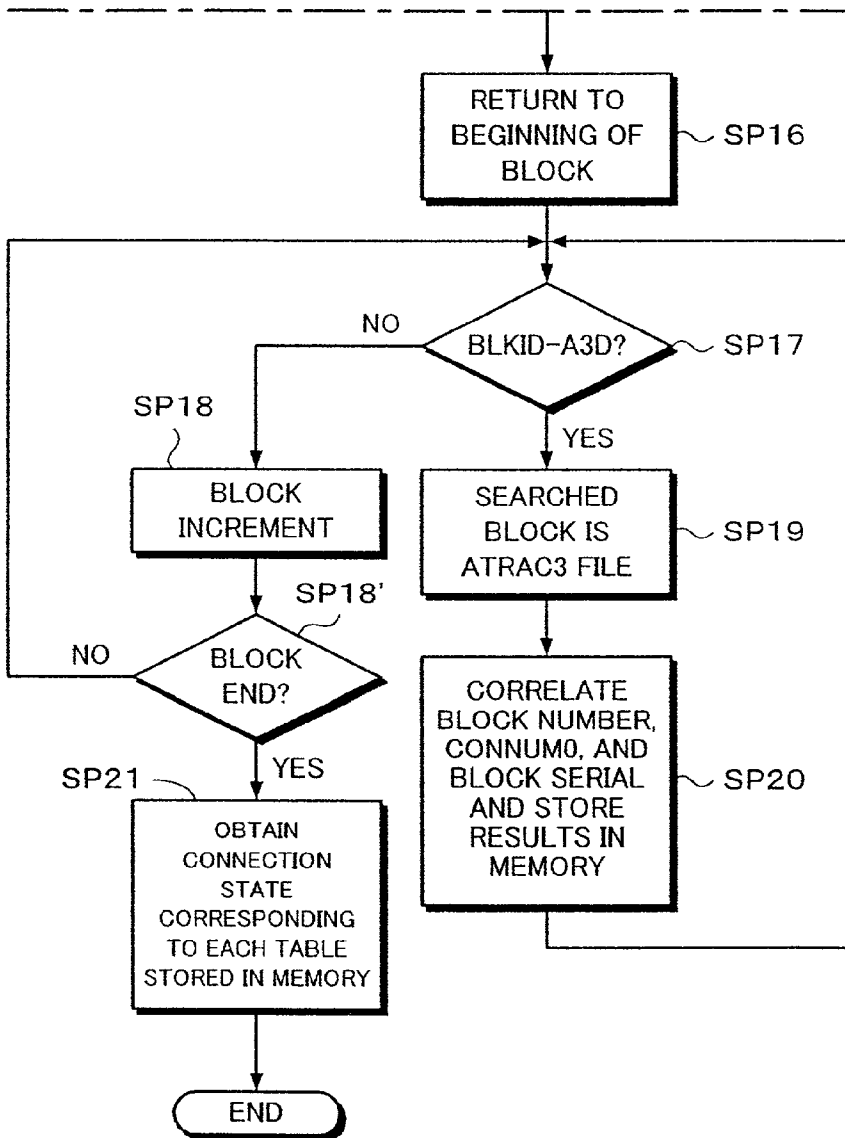 RETURN TO
BEGINNING OF
BLOCK
SP16
NO
BLKID-A3D?
SP17
SP18
YES
BLOCK
INCREMENT
SEARCHED
BLOCK IS
ATRAC3 FILE
SP19
SP18'
NO
BLOCK
END?
YES
CORRELATE
BLOCK NUMBER,
CONNUM0, AND
BLOCK SERIAL
AND STORE
RESULTS IN
MEMORY
SP20
SP21
OBTAIN
CONNECTION
STATE
CORRESPONDING
TO EACH TABLE
STORED IN MEMORY
END